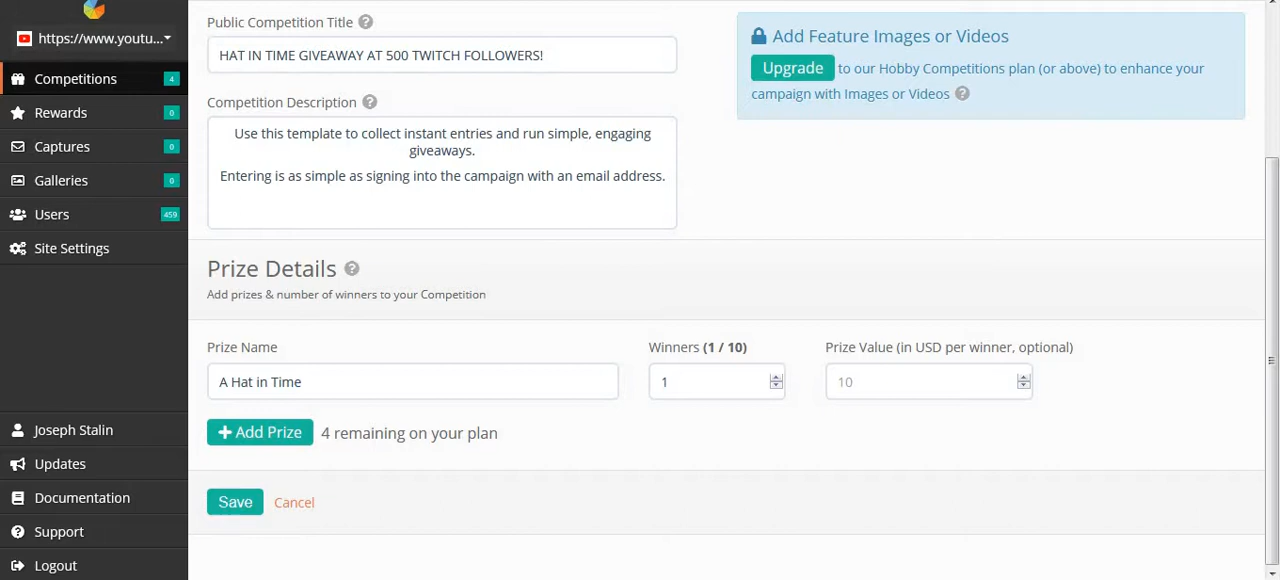 https://www.youtu...
Competitions 4
Rewards 0
Captures 0
Galleries 0
Users 459
Site Settings
Joseph Stalin
Updates
Documentation
Support
Logout
Public Competition Title ?
HAT IN TIME GIVEAWAY AT 500 TWITCH FOLLOWERS!
Competition Description ?
Use this template to collect instant entries and run simple, engaging
giveaways.
Entering is as simple as signing into the campaign with an email address.
Add Feature Images or Videos
Upgrade to our Hobby Competitions plan (or above) to enhance your
campaign with Images or Videos ?
Prize Details ?
Add prizes & number of winners to your Competition
Prize Name
A Hat in Time
Winners (1 / 10)
1
Prize Value (in USD per winner, optional)
10
+ Add Prize 4 remaining on your plan
Save Cancel